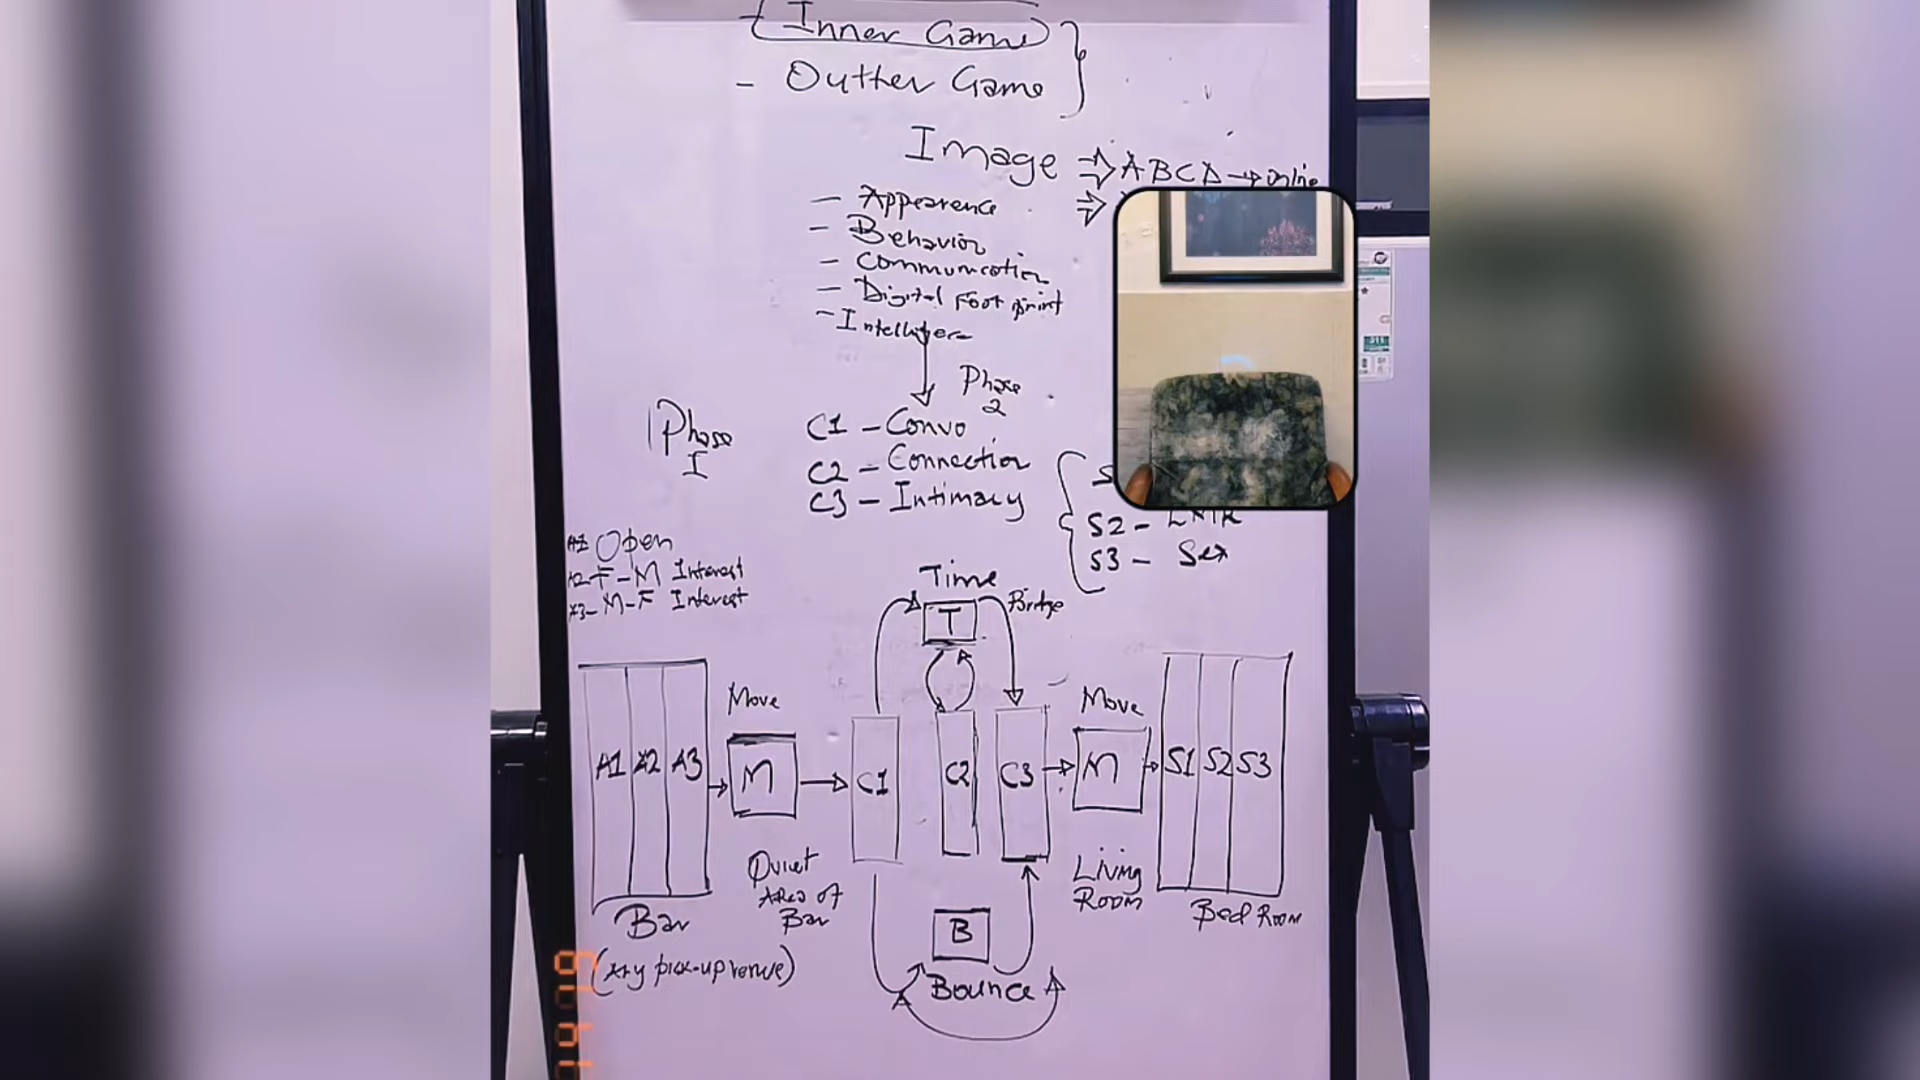 - Inner Game
- Outher Game
Image ⇒ ABCD → online
- Appearence
- Behavior
- Communication
- Digital Foot print
- Intelligence
Phase
2
Phase
I
C1 - Convo
C2 - Connection
C3 - Intimacy
S2 - LMR
S3 - Sex
A1 Open
A2-F-M Interest
A3-M-F Interest
Time
T
Bridge
Move
Move
A1 A2 A3
M
C1
C2
C3
M
S1 S2 S3
Quiet
Area of
Bar
Living
Room
Bar
Bed Room
B
(Any pick-up venue)
Bounce